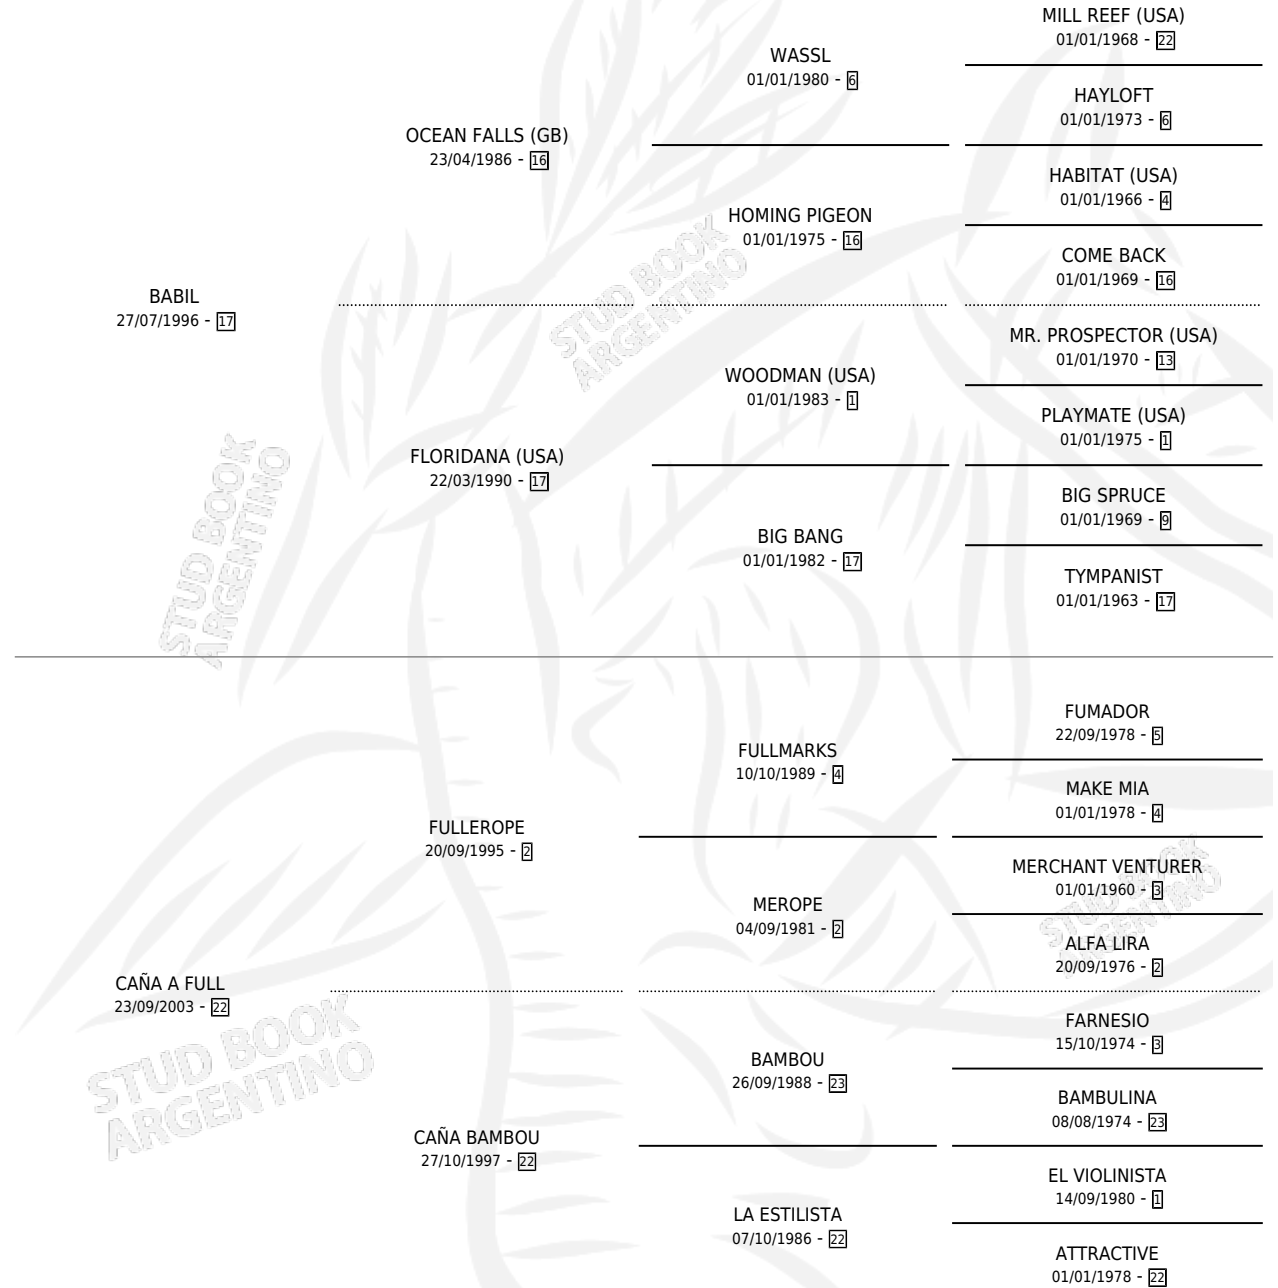 MILL REEF (USA)
01/01/1968 - 22
WASSL
01/01/1980 - 6
HAYLOFT
01/01/1973 - 6
OCEAN FALLS (GB)
23/04/1986 - 16
HABITAT (USA)
01/01/1966 - 4
HOMING PIGEON
01/01/1975 - 16
COME BACK
01/01/1969 - 16
BABIL
27/07/1996 - 17
MR. PROSPECTOR (USA)
01/01/1970 - 13
WOODMAN (USA)
01/01/1983 - 1
PLAYMATE (USA)
01/01/1975 - 1
FLORIDANA (USA)
22/03/1990 - 17
BIG SPRUCE
01/01/1969 - 9
BIG BANG
01/01/1982 - 17
TYMPANIST
01/01/1963 - 17
STUD BOOK
ARGENTINO
STUD BOOK
ARGENTINO
FUMADOR
22/09/1978 - 5
FULLMARKS
10/10/1989 - 4
MAKE MIA
01/01/1978 - 4
FULLEROPE
20/09/1995 - 2
MERCHANT VENTURER
01/01/1960 - 3
MEROPE
04/09/1981 - 2
ALFA LIRA
20/09/1976 - 2
STUD BOOK
ARGENTINO
CAÑA A FULL
23/09/2003 - 22
FARNESIO
15/10/1974 - 3
BAMBOU
26/09/1988 - 23
BAMBULINA
08/08/1974 - 23
STUD BOOK
ARGENTINO
CAÑA BAMBOU
27/10/1997 - 22
EL VIOLINISTA
14/09/1980 - 1
LA ESTILISTA
07/10/1986 - 22
ATTRACTIVE
01/01/1978 - 22